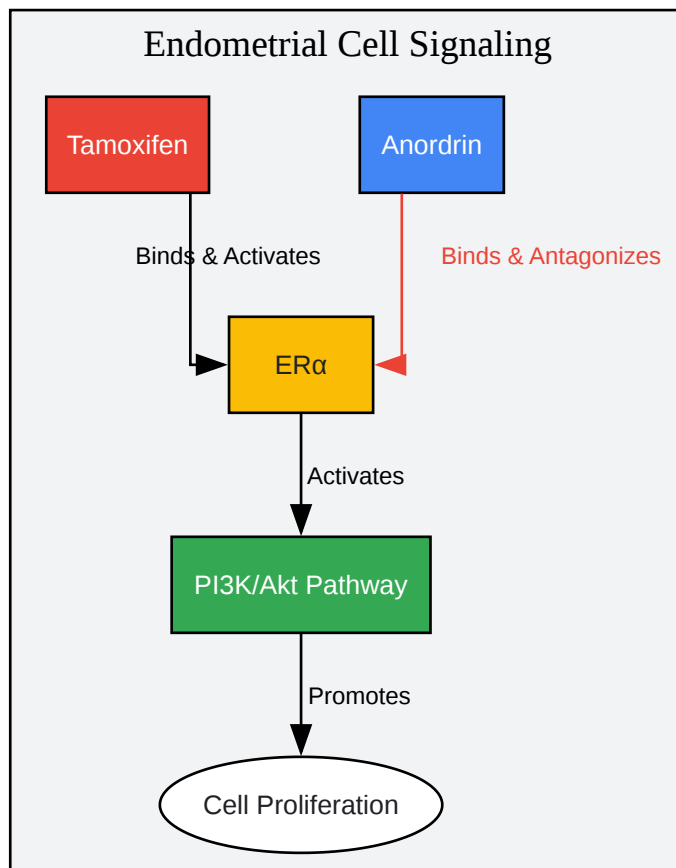 Endometrial Cell Signaling
Tamoxifen
Anordrin
Binds & Activates
Binds & Antagonizes
ERα
Activates
PI3K/Akt Pathway
Promotes
Cell Proliferation